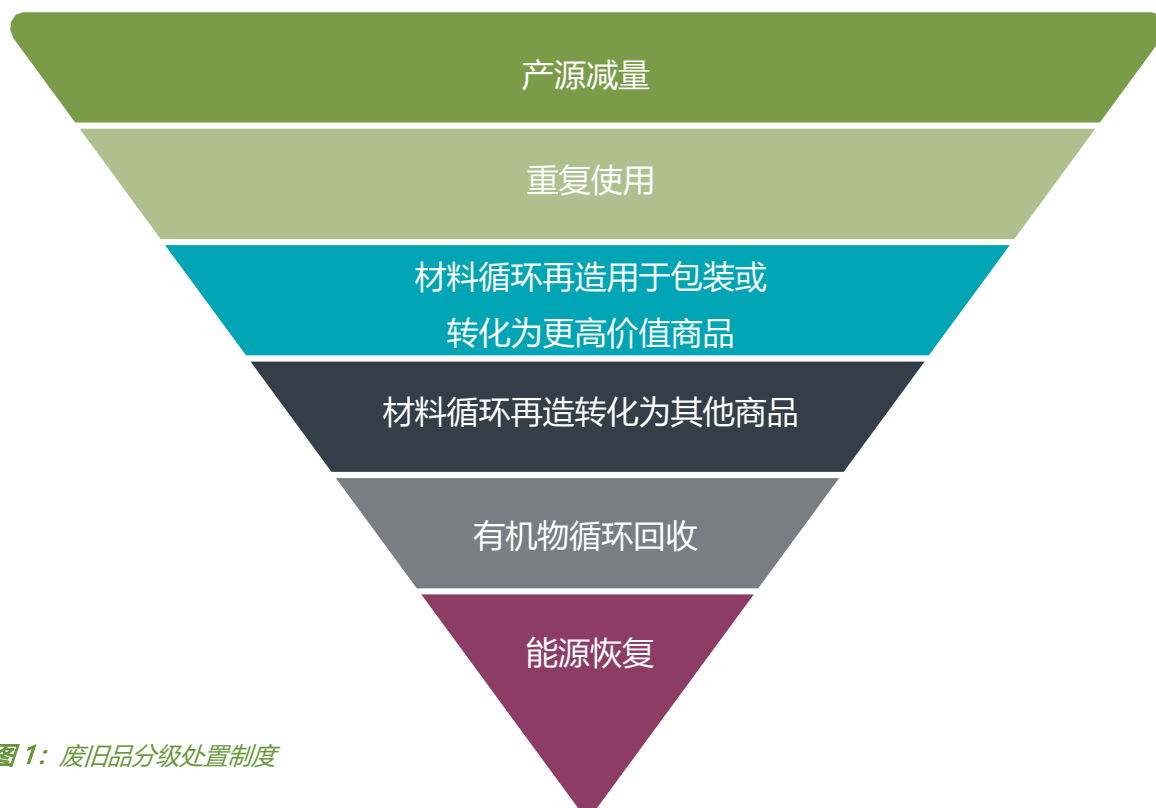 产源减量
重复使用
材料循环再造用于包装或
转化为更高价值商品
材料循环再造转化为其他商品
有机物循环回收
能源恢复
图 1：废旧品分级处置制度